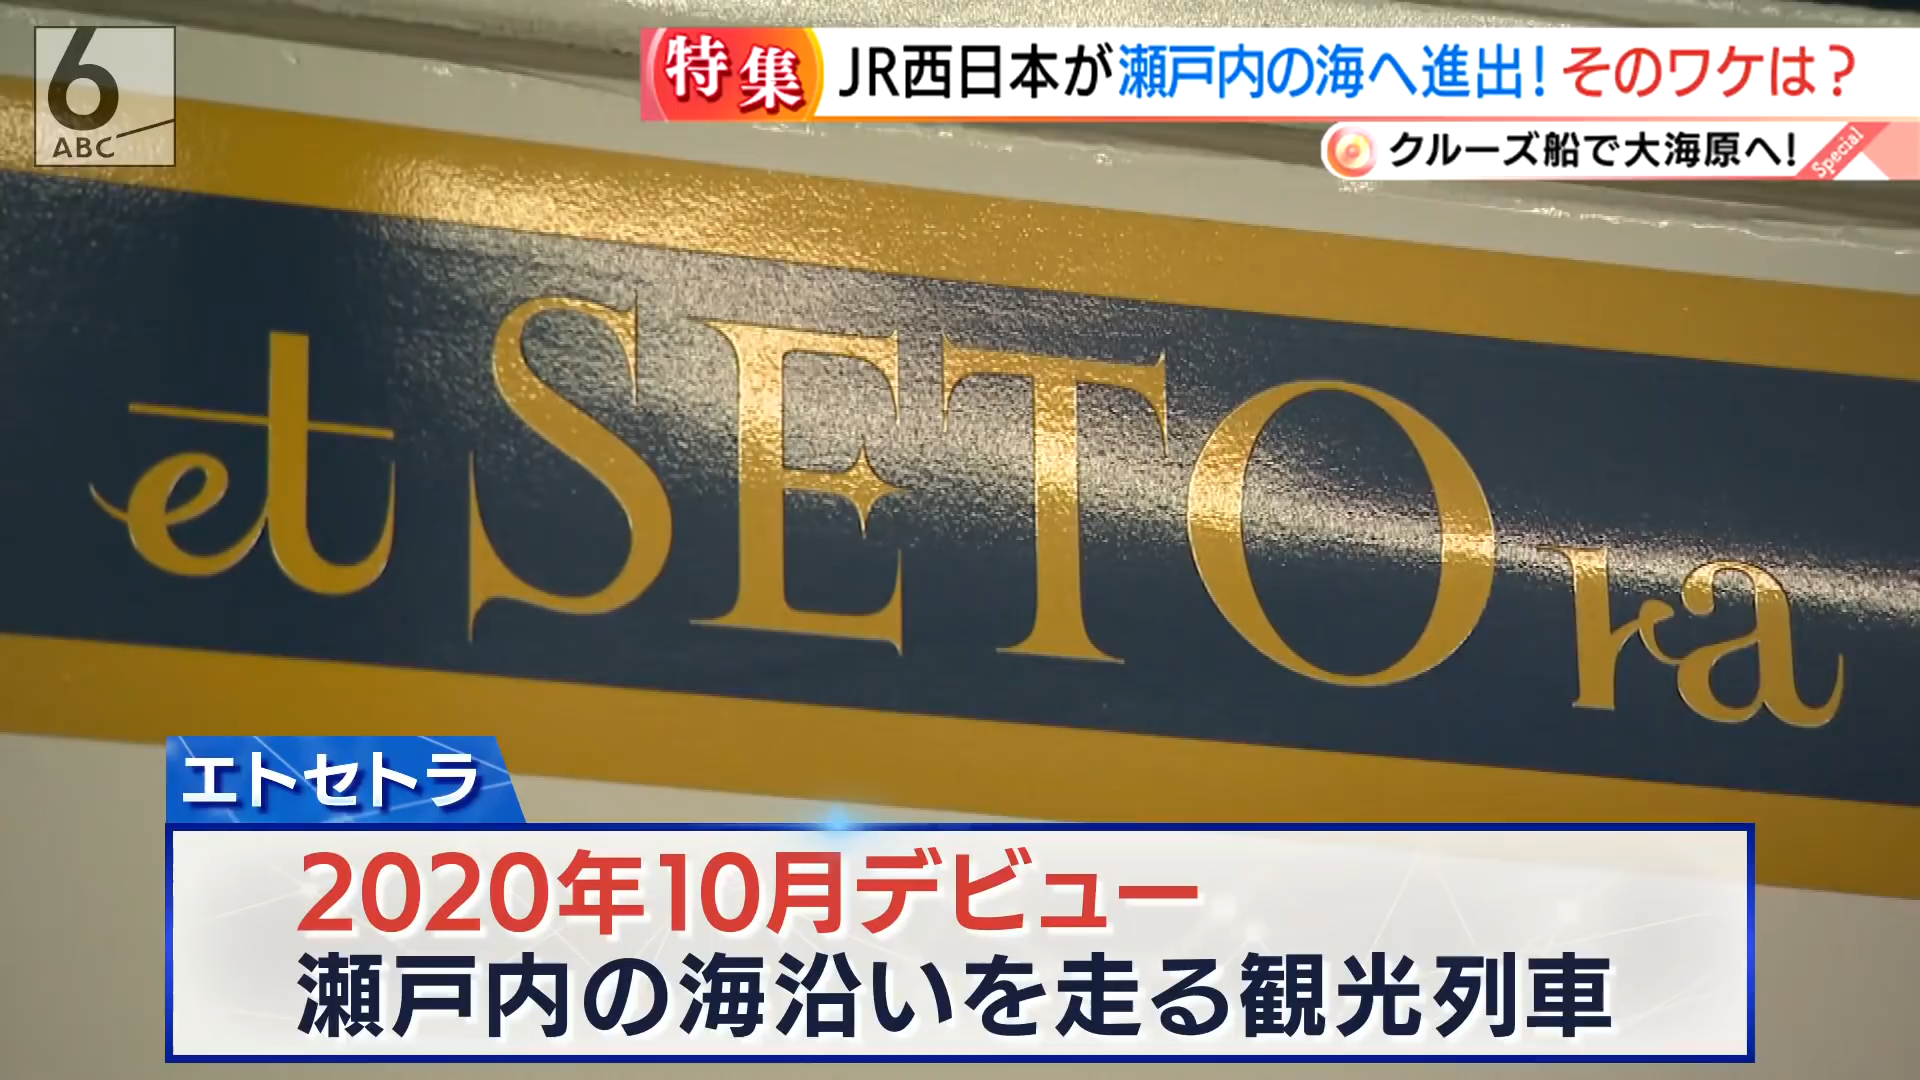 6
ABC
特集
JR西日本が瀬戸内の海へ進出！そのワケは？
クルーズ船で大海原へ！
Special
et SETO ra
エトセトラ
2020年10月デビュー
瀬戸内の海沿いを走る観光列車